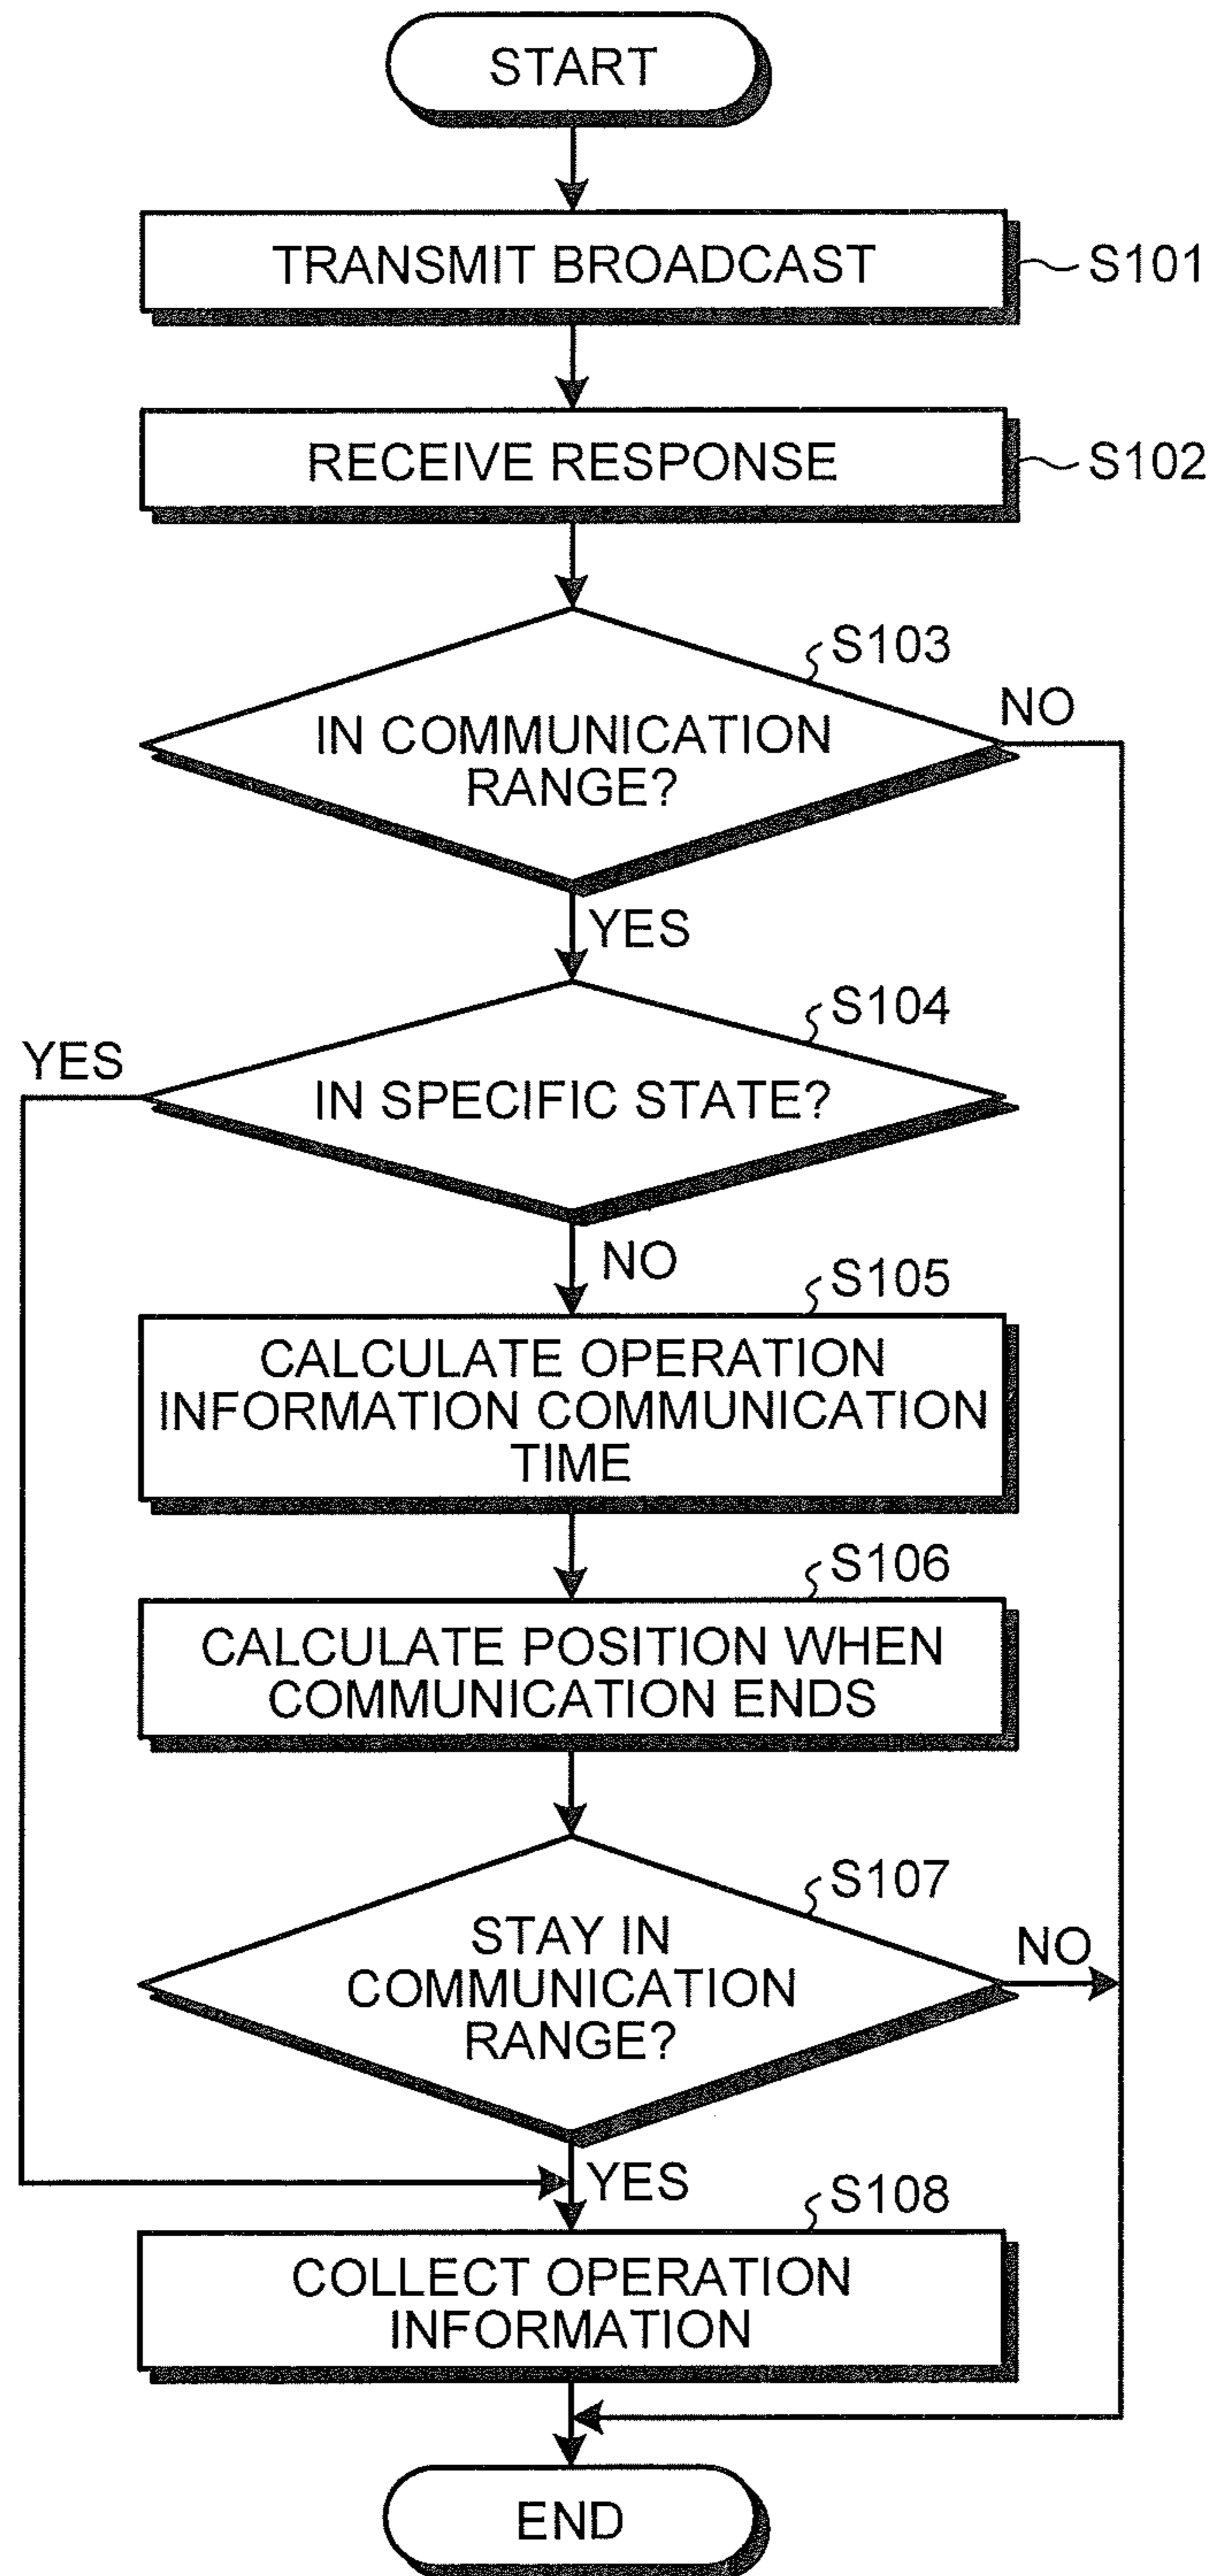 START
TRANSMIT BROADCAST
S101
RECEIVE RESPONSE
S102
S103
IN COMMUNICATION
RANGE?
NO
YES
S104
YES
IN SPECIFIC STATE?
NO
S105
CALCULATE OPERATION
INFORMATION COMMUNICATION
TIME
S106
CALCULATE POSITION WHEN
COMMUNICATION ENDS
S107
STAY IN
COMMUNICATION
RANGE?
NO
YES
S108
COLLECT OPERATION
INFORMATION
END